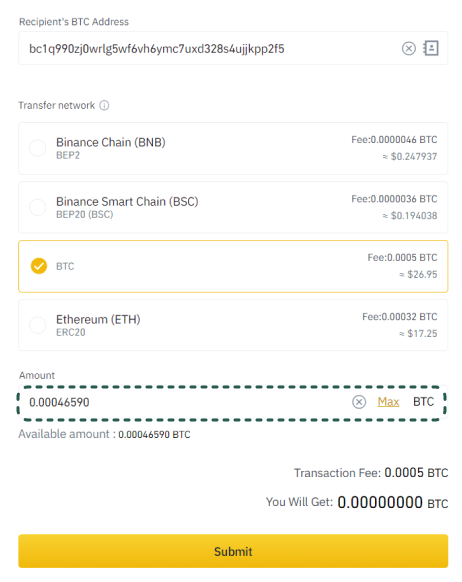 Recipient's BTC Address
bc1q990zj0wrlg5wf6vh6ymc7uxd328s4ujjkpp2f5
Transfer network
Binance Chain (BNB)
BEP2
Fee:0.0000046 BTC
≈ $0.247937
Binance Smart Chain (BSC)
BEP20 (BSC)
Fee:0.0000036 BTC
≈ $0.194038
BTC
Fee:0.0005 BTC
≈ $26.95
Ethereum (ETH)
ERC20
Fee:0.00032 BTC
≈ $17.25
Amount
0.00046590 Max BTC
Available amount : 0.00046590 BTC
Transaction Fee: 0.0005 BTC
You Will Get: 0.00000000 BTC
Submit